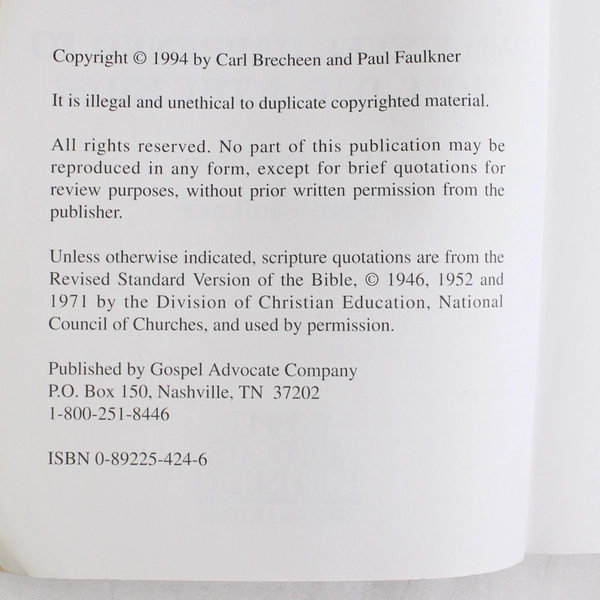 Copyright © 1994 by Carl Brecheen and Paul Faulkner
It is illegal and unethical to duplicate copyrighted material.
All rights reserved. No part of this publication may be
reproduced in any form, except for brief quotations for
review purposes, without prior written permission from the
publisher.
Unless otherwise indicated, scripture quotations are from the
Revised Standard Version of the Bible, © 1946, 1952 and
1971 by the Division of Christian Education, National
Council of Churches, and used by permission.
Published by Gospel Advocate Company
P.O. Box 150, Nashville, TN 37202
1-800-251-8446
ISBN 0-89225-424-6